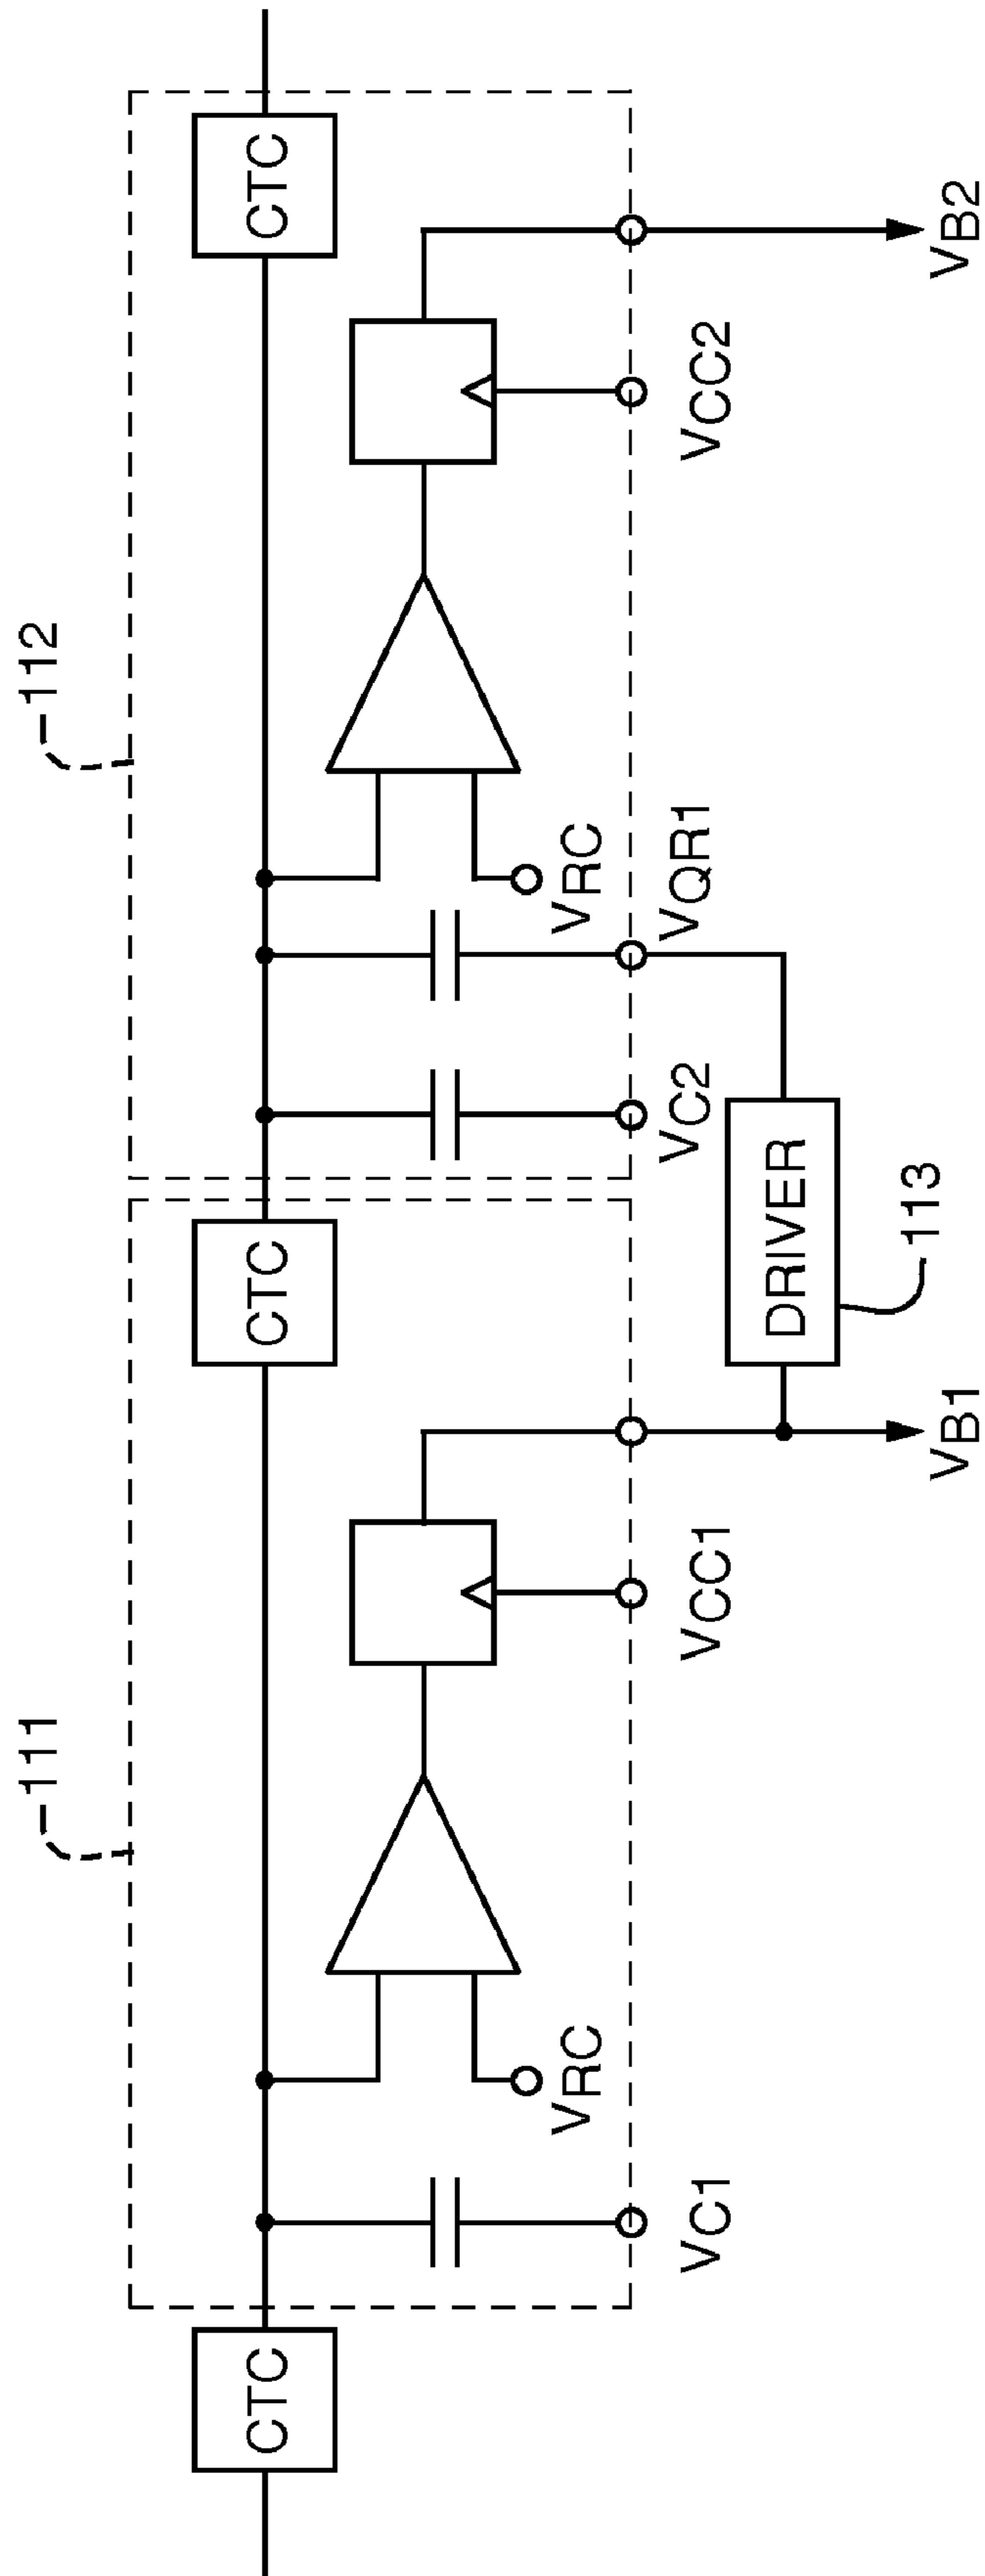 111
112
CTC
CTC
CTC
VRC
VRC
VC1
VCC1
VC2
VQR1
VCC2
DRIVER
113
VB1
VB2